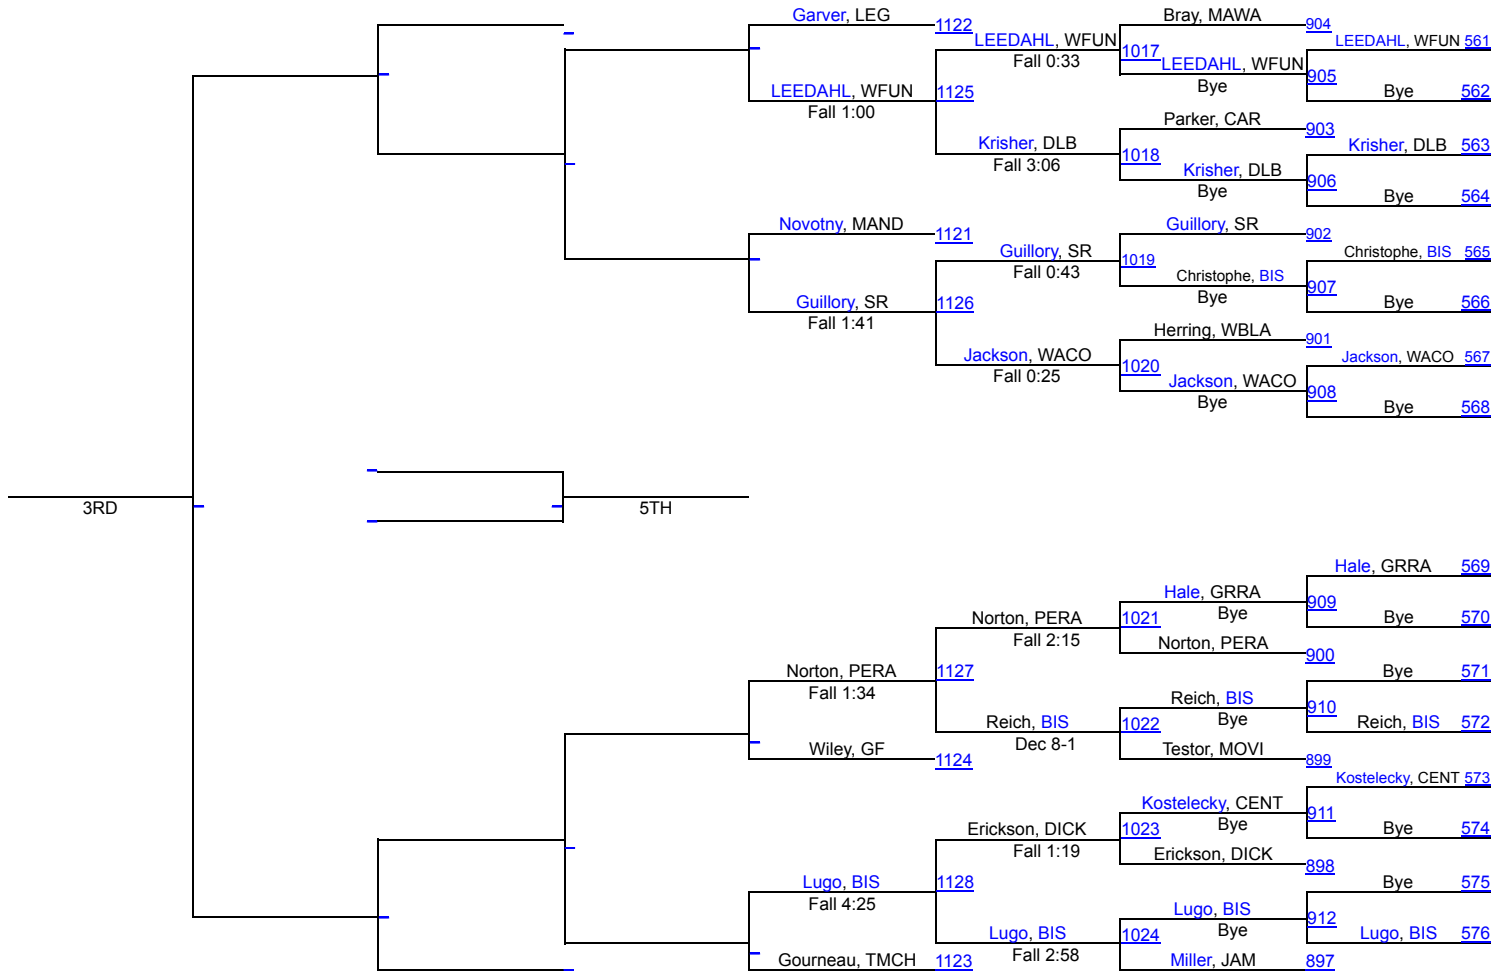 Garver, LEG 1122
Bray, MAWA 904
LEEDAHL, WFUN 561
LEEDAHL, WFUN
Fall 0:33
1017
LEEDAHL, WFUN
Bye
905
LEEDAHL, WFUN
Fall 1:00
1125
Bye 562
Parker, CAR 903
Krisher, DLB
Fall 3:06
Krisher, DLB 563
1018
Krisher, DLB
Bye
906
Bye 564
Novotny, MAND 1121
Guillory, SR 902
Guillory, SR
Fall 0:43
Christophe, BIS 565
1019
Christophe, BIS
Bye
907
Guillory, SR
Fall 1:41
1126
Bye 566
Herring, WBLA 901
Jackson, WACO
Fall 0:25
Jackson, WACO 567
1020
Jackson, WACO
Bye
908
Bye 568
3RD
5TH
Hale, GRRA 569
Hale, GRRA
Bye
909
Norton, PERA
Fall 2:15
1021
Bye 570
Norton, PERA 900
Norton, PERA
Fall 1:34
1127
Bye 571
Reich, BIS
Bye
910
Reich, BIS
Dec 8-1
1022
Reich, BIS 572
Wiley, GF 1124
Testor, MOVI 899
Kostelecky, CENT 573
Kostelecky, CENT
Bye
911
Erickson, DICK
Fall 1:19
1023
Bye 574
Erickson, DICK 898
Lugo, BIS
Fall 4:25
1128
Bye 575
Lugo, BIS
Bye
912
Lugo, BIS
Fall 2:58
1024
Lugo, BIS 576
Gourneau, TMCH 1123
Miller, JAM 897